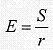 E = S/r